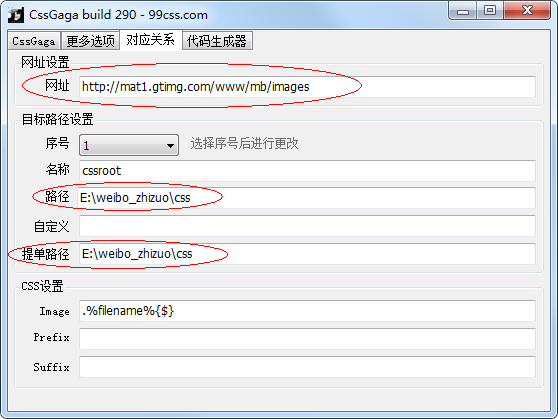 CssGaga build 290 - 99css.com
CssGaga 更多选项 对应关系 代码生成器
网址设置
网址 http://mat1.gtimg.com/www/mb/images
目标路径设置
序号 1 选择序号后进行更改
名称 cssroot
路径 E:\weibo_zhizuo\css
自定义
提单路径 E:\weibo_zhizuo\css
CSS设置
Image .%filename%{$}
Prefix
Suffix